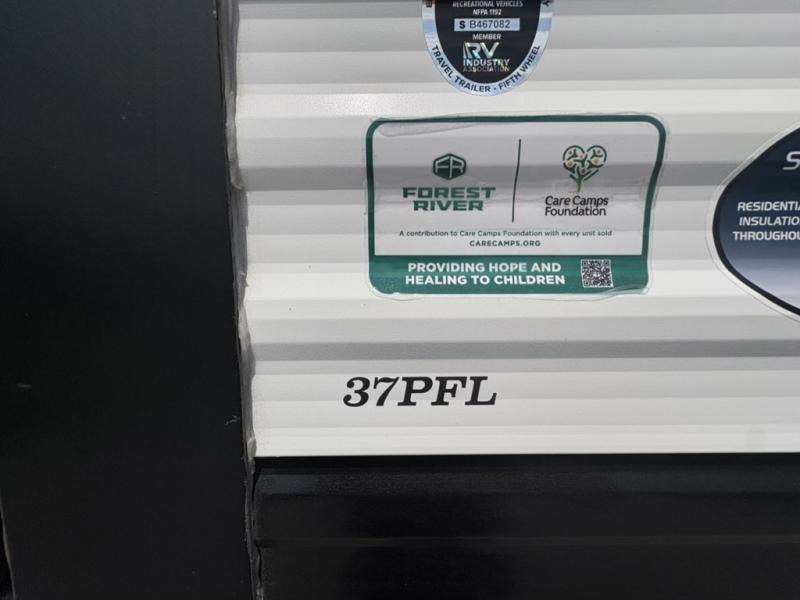 RECREATIONAL VEHICLES
NFPA 1192
S B467082
MEMBER
RV
INDUSTRY
ASSOCIATION
TRAVEL TRAILER - FIFTH WHEEL
FR
FOREST
RIVER
Care Camps
Foundation
A contribution to Care Camps Foundation with every unit sold
CARECAMPS.ORG
PROVIDING HOPE AND
HEALING TO CHILDREN
S
RESIDENTIA
INSULATIO
THROUGHOU
37PFL